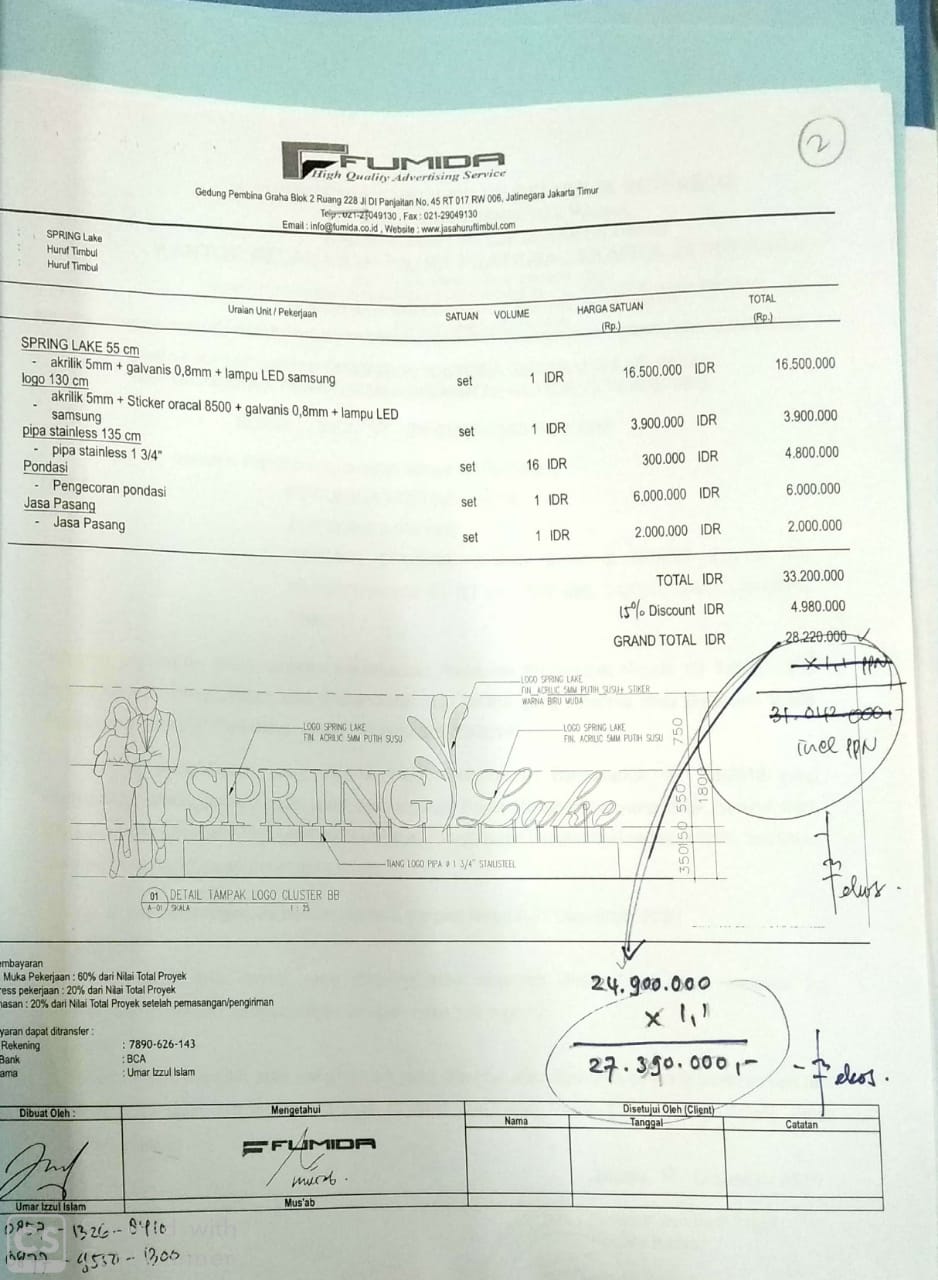 2
FUMIDA
High Quality Advertising Service
Gedung Pembina Graha Blok 2 Ruang 228 Jl DI Panjaitan No. 45 RT 017 RW 006, Jatinegara Jakarta Timur
Telp : 021-29049130 , Fax : 021-29049130
Email : info@fumida.co.id , Website : www.jasahuruftimbul.com
: SPRING Lake
: Huruf Timbul
: Huruf Timbul
Uraian Unit / Pekerjaan SATUAN VOLUME HARGA SATUAN (Rp.) TOTAL (Rp.)
SPRING LAKE 55 cm
- akrilik 5mm + galvanis 0,8mm + lampu LED samsung set 1 IDR 16.500.000 IDR 16.500.000
logo 130 cm
- akrilik 5mm + Sticker oracal 8500 + galvanis 0,8mm + lampu LED
samsung set 1 IDR 3.900.000 IDR 3.900.000
pipa stainless 135 cm
- pipa stainless 1 3/4" set 16 IDR 300.000 IDR 4.800.000
Pondasi
- Pengecoran pondasi set 1 IDR 6.000.000 IDR 6.000.000
Jasa Pasang
- Jasa Pasang set 1 IDR 2.000.000 IDR 2.000.000
TOTAL IDR 33.200.000
15% Discount IDR 4.980.000
GRAND TOTAL IDR 28.220.000
x 1,1 PPN
31.042.000,-
incl PPN
LOGO SPRING LAKE
FIN. ACRILIC 5MM PUTIH SUSU+ STIKER
WARNA BIRU MUDA
LOGO SPRING LAKE
FIN. ACRILIC 5MM PUTIH SUSU
LOGO SPRING LAKE
FIN. ACRILIC 5MM PUTIH SUSU
SPRING Lake
750
550
150
350
1800
TIANG LOGO PIPA Ø 1 3/4" STAILISTEEL
01 DETAIL TAMPAK LOGO CLUSTER BB
A-01 SKALA 1 : 25
embayaran
Muka Pekerjaan : 60% dari Nilai Total Proyek
ress pekerjaan : 20% dari Nilai Total Proyek
nasan : 20% dari Nilai Total Proyek setelah pemasangan/pengiriman
yaran dapat ditransfer :
Rekening : 7890-626-143
Bank : BCA
ama : Umar Izzul Islam
24.900.000
x 1,1
27.390.000,-
Dibuat Oleh : Mengetahui Disetujui Oleh (Client)
Nama Tanggal Catatan
FUMIDA
Umar Izzul Islam Mus'ab
CS